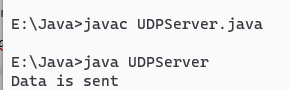 E:\Java>javac UDPServer.java
E:\Java>java UDPServer
Data is sent